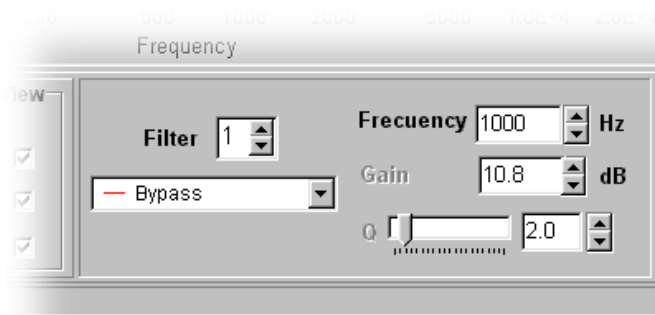 500 1000 2000 5000 1.0E+4 2.0E+4
Frequency
View
Filter 1
Bypass
Frecuency 1000 Hz
Gain 10.8 dB
Q 2.0